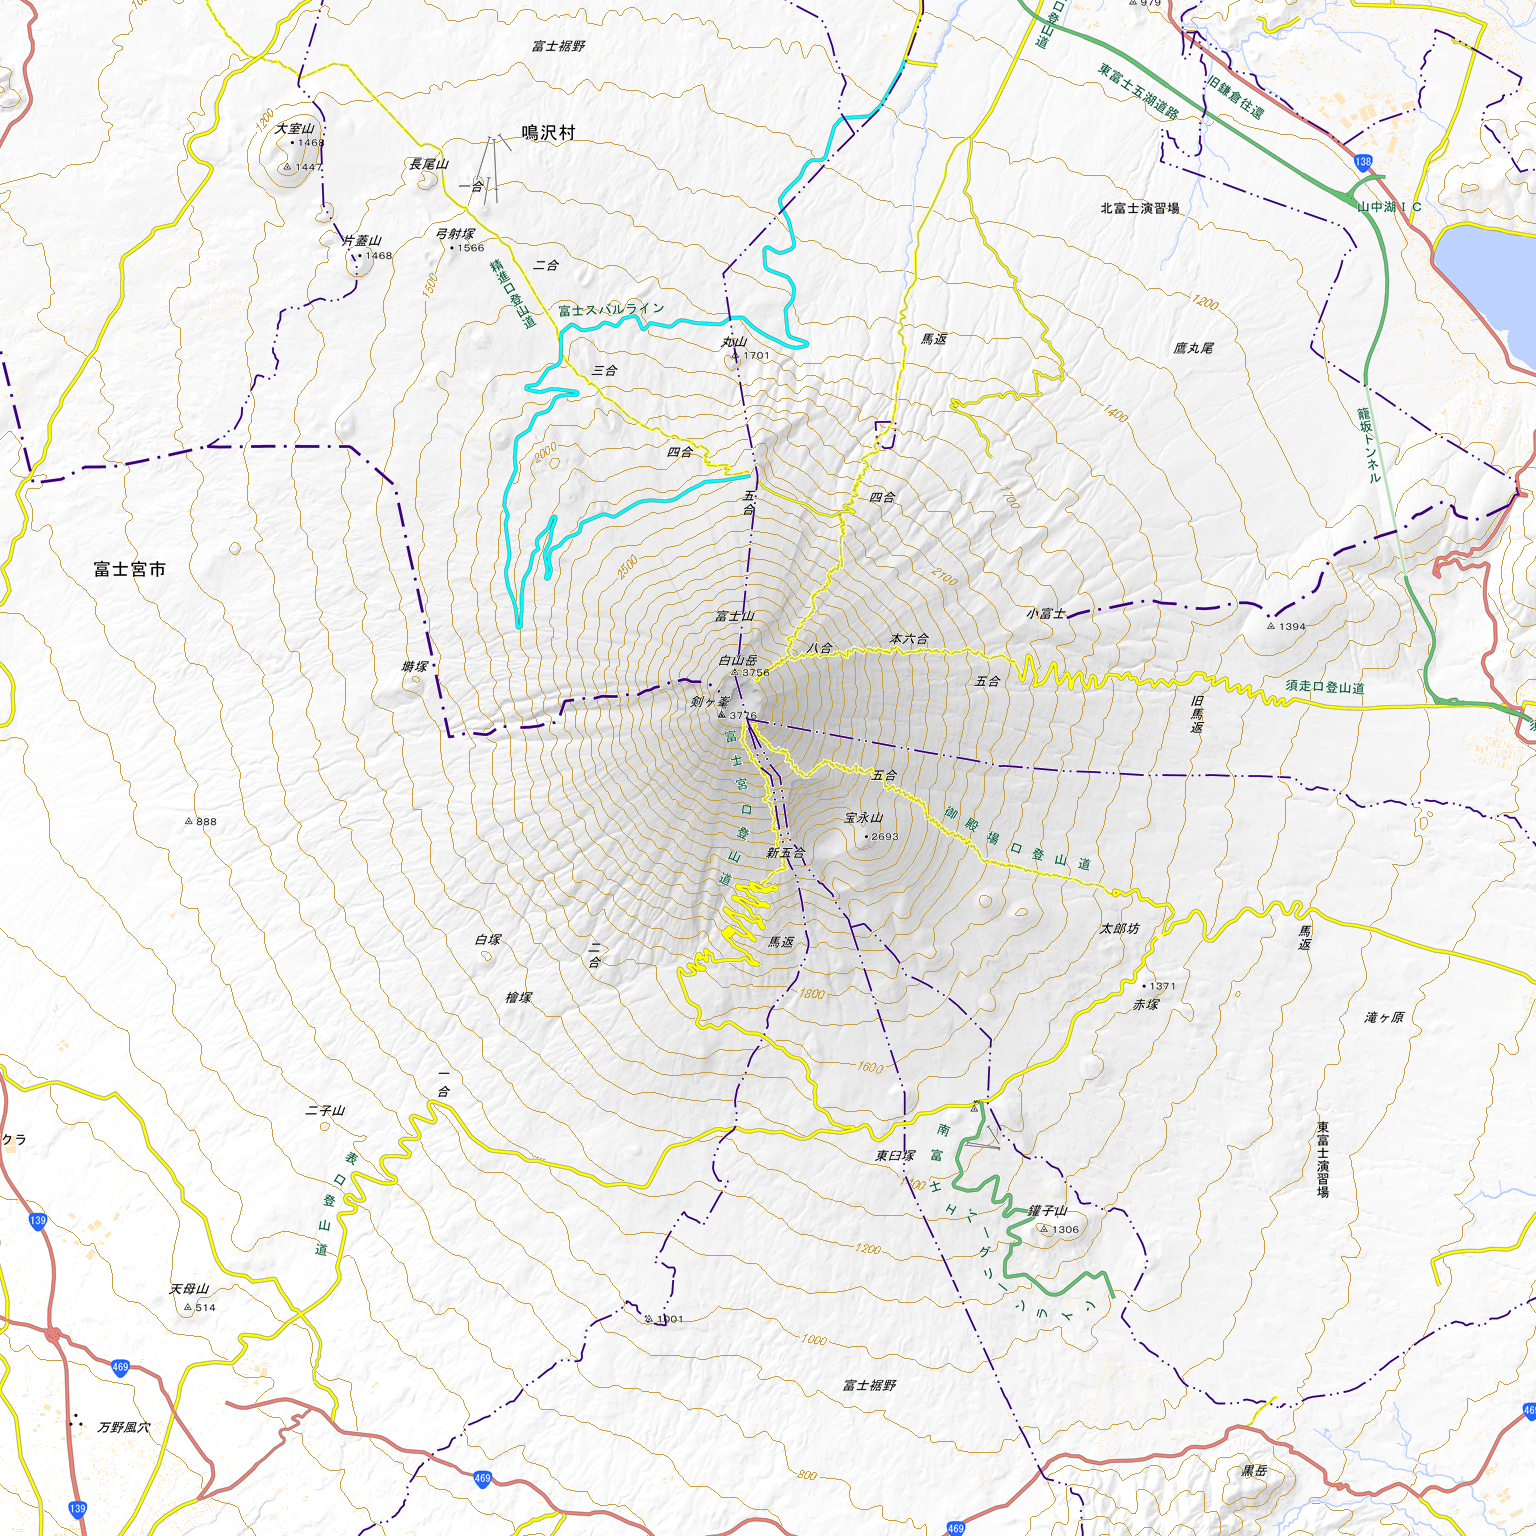 979
口登山道
富士裾野
東富士五湖道路
旧鎌倉往還
1200
大室山
1468
1447
鳴沢村
長尾山
一合
138
北富士演習場
山中湖ＩＣ
片蓋山
1468
弓射塚
1566
二合
精進口登山道
1500
富士スバルライン
1200
丸山
1701
馬返
鷹丸尾
三合
1400
籠坂トンネル
2000
四合
五合
四合
1700
富士宮市
2500
2100
富士山
小富士
1394
白山岳
3756
八合
本六合
塒塚
五合
須走口登山道
剣ヶ峯
3776
旧馬返
富士宮口登山道
五合
888
宝永山
2693
御殿場口登山道
新五合
白塚
二合
馬返
太郎坊
馬返
檜塚
1800
1371
赤塚
滝ヶ原
1600
一合
二子山
クラ
表口登山道
東臼塚
南富士エバーグリーンライン
東富士演習場
1400
罐子山
1306
139
1200
天母山
514
1001
1000
469
富士裾野
469
万野風穴
黒岳
469
800
139
469